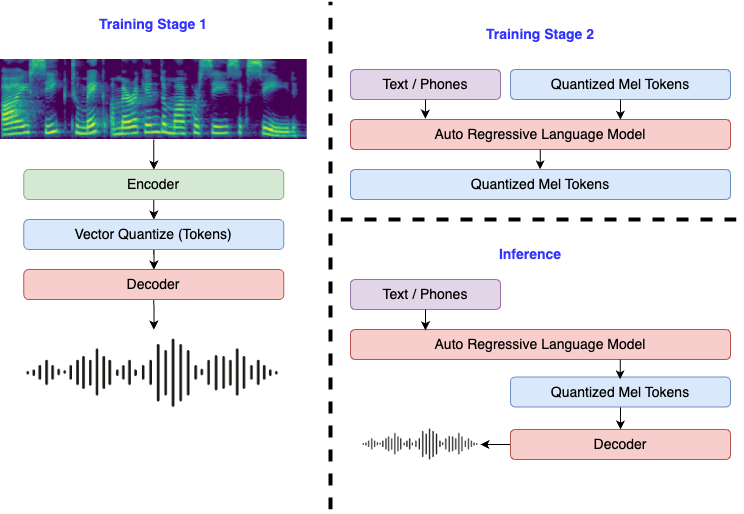 Training Stage 1
Encoder
Vector Quantize (Tokens)
Decoder
Training Stage 2
Text / Phones
Quantized Mel Tokens
Auto Regressive Language Model
Quantized Mel Tokens
Inference
Text / Phones
Auto Regressive Language Model
Quantized Mel Tokens
Decoder